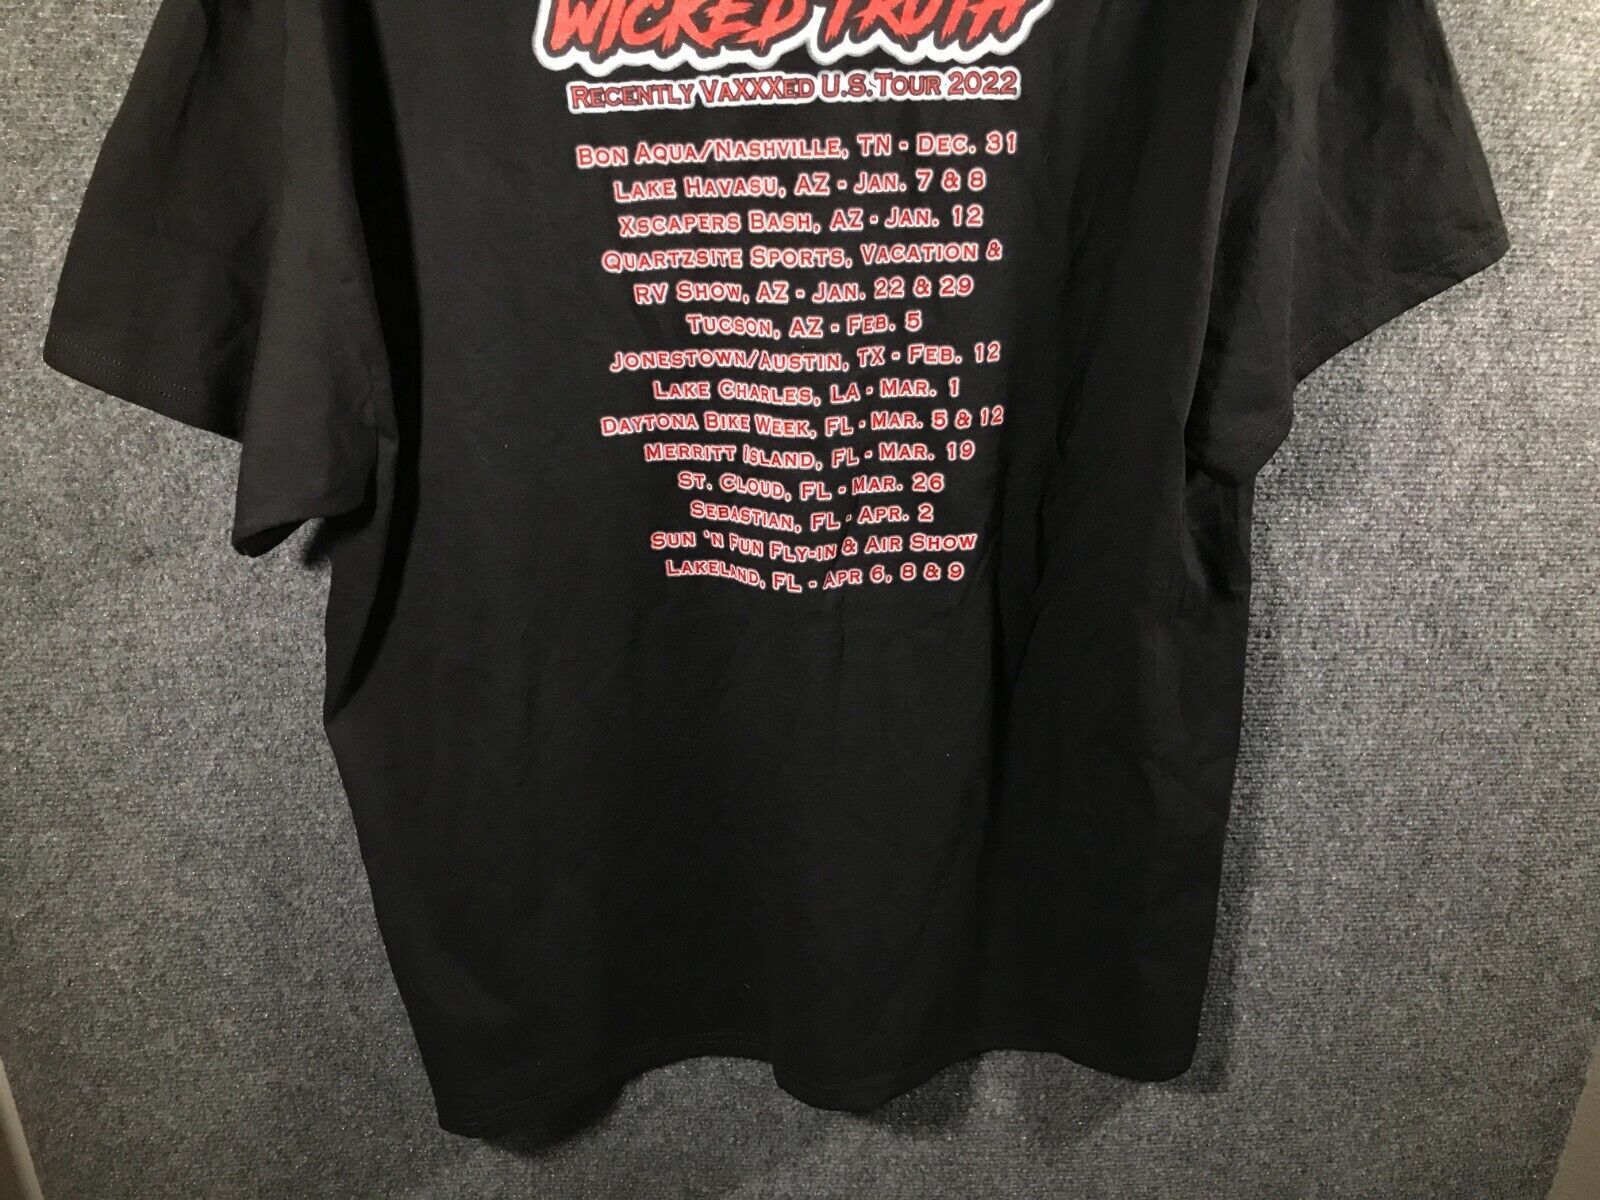 WICKED TRUTH
RECENTLY VAXXXED U.S. TOUR 2022
BON AQUA/NASHVILLE, TN - DEC. 31
LAKE HAVASU, AZ - JAN. 7 & 8
XSCAPERS BASH, AZ - JAN. 12
QUARTZSITE SPORTS, VACATION &
RV SHOW, AZ - JAN. 22 & 29
TUCSON, AZ - FEB. 5
JONESTOWN/AUSTIN, TX - FEB. 12
LAKE CHARLES, LA - MAR. 1
DAYTONA BIKE WEEK, FL - MAR. 5 & 12
MERRITT ISLAND, FL - MAR. 19
ST. CLOUD, FL - MAR. 26
SEBASTIAN, FL - APR. 2
SUN 'N FUN FLY-IN & AIR SHOW
LAKELAND, FL - APR 6, 8 & 9